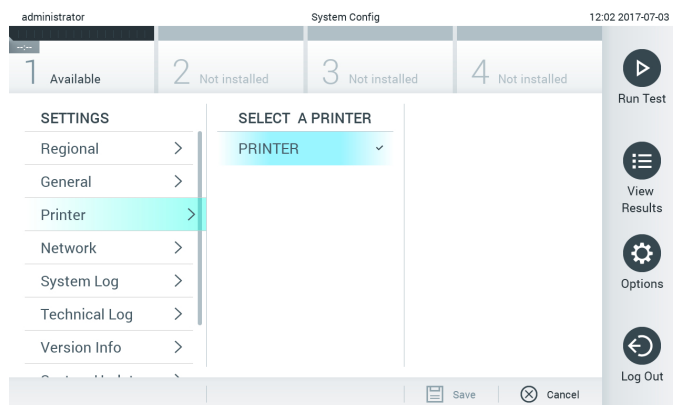 administrator System Config 12:02 2017-07-03
--:--
1 Available 2 Not installed 3 Not installed 4 Not installed
Run Test
SETTINGS SELECT A PRINTER
Regional PRINTER
General
View
Results
Printer
Network
System Log Options
Technical Log
Version Info
Log Out
Save Cancel